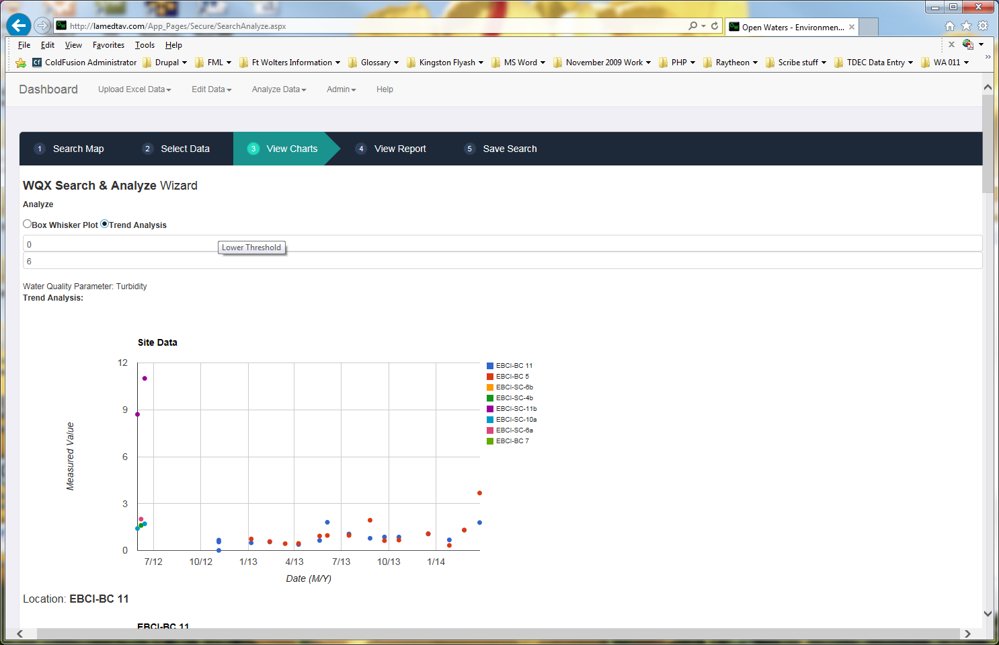 http://lamedtav.com/App_Pages/Secure/SearchAnalyze.aspx
Open Waters - Environmen...
File Edit View Favorites Tools Help
ColdFusion Administrator Drupal FML Ft Wolters Information Glossary Kingston Flyash MS Word November 2009 Work PHP Raytheon Scribe stuff TDEC Data Entry WA 011
Dashboard Upload Excel Data Edit Data Analyze Data Admin Help
1 Search Map 2 Select Data 3 View Charts 4 View Report 5 Save Search
WQX Search & Analyze Wizard
Analyze
Box Whisker Plot Trend Analysis
0
Lower Threshold
6
Water Quality Parameter: Turbidity
Trend Analysis:
Site Data
12
9
6
3
0
Measured Value
7/12 10/12 1/13 4/13 7/13 10/13 1/14
Date (M/Y)
EBCI-BC 11
EBCI-BC 5
EBCI-SC-6b
EBCI-SC-4b
EBCI-SC-11b
EBCI-SC-10a
EBCI-SC-6a
EBCI-BC 7
Location: EBCI-BC 11
EBCI-BC 11